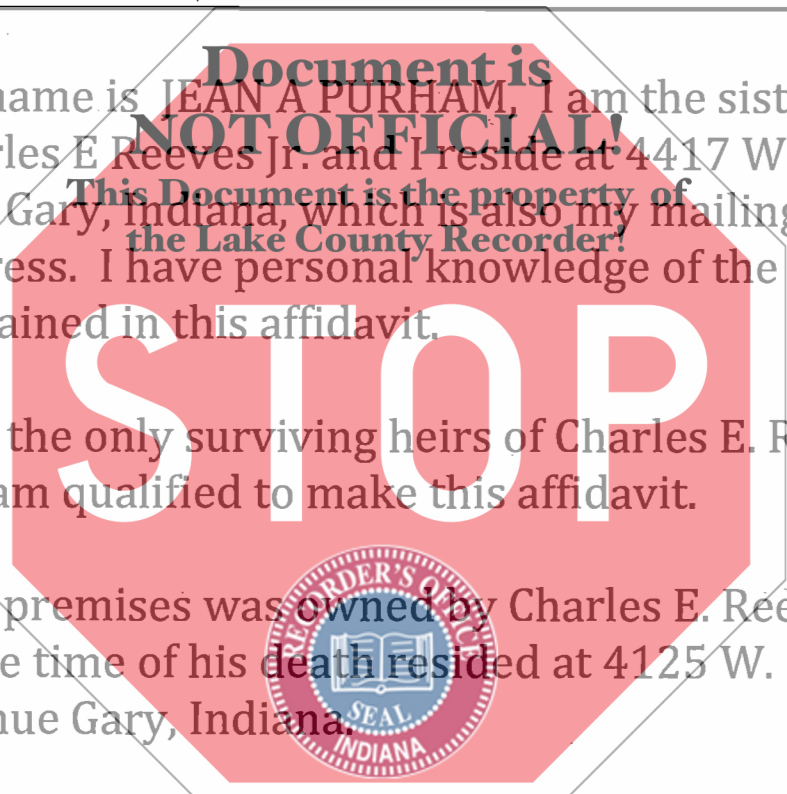 Document is
name is JEAN A PURHAM, I am the sist
NOT OFFICIAL!
rles E Reeves Jr. and I reside at 4417 W
This Document is the property of
Gary, Indiana, which is also my mailing
the Lake County Recorder!
ress. I have personal knowledge of the
ained in this affidavit.
STOP
the only surviving heirs of Charles E. R
am qualified to make this affidavit.
RECORDER'S OFFICE
premises was owned by Charles E. Ree
e time of his death resided at 4125 W.
SEAL
nue Gary, Indiana.
INDIANA